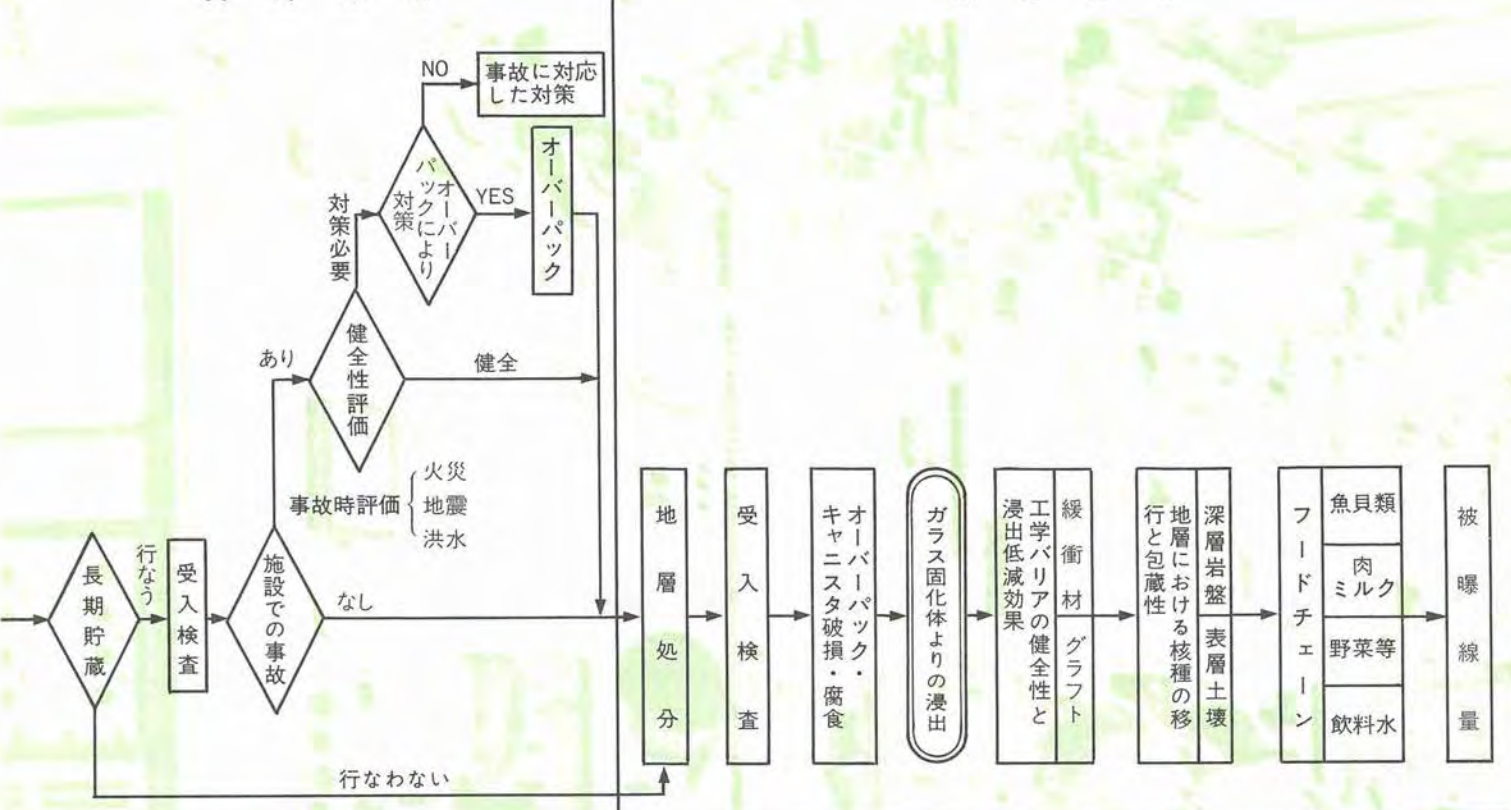 NO
事故に対応
した対策
オーバー
パックにより
対策
YES
オーバーパック
対策必要
健全性評価
あり
健全
事故時評価
火災
地震
洪水
長期貯蔵
行なう
受入検査
施設での事故
なし
行なわない
地層処分
受入検査
オーバーパック・
キャニスタ破損・腐食
ガラス固化体よりの浸出
工学バリアの健全性と
浸出低減効果
緩衝材
グラフト
地層における核種の移
行と包蔵性
深層岩盤
表層土壌
フードチェーン
魚貝類
肉
ミルク
野菜等
飲料水
被曝線量